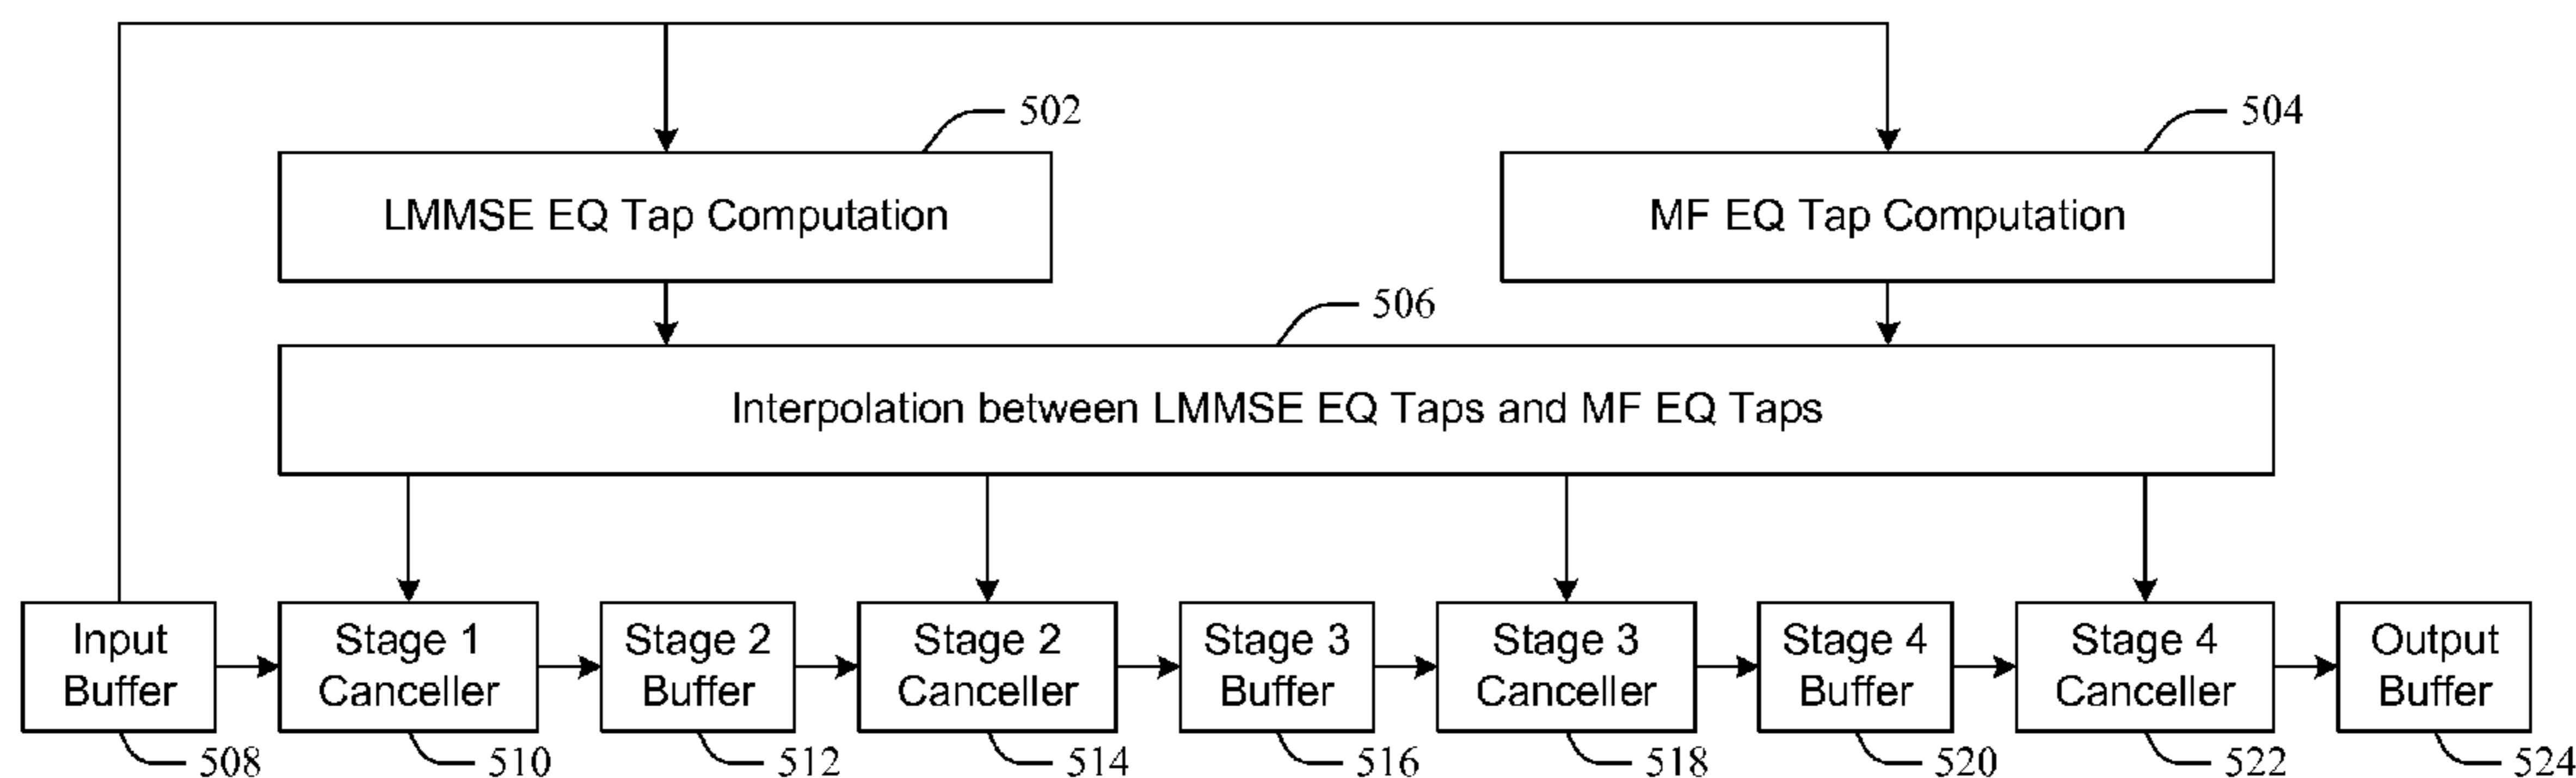 502
504
LMMSE EQ Tap Computation
MF EQ Tap Computation
506
Interpolation between LMMSE EQ Taps and MF EQ Taps
Input
Buffer
Stage 1
Canceller
Stage 2
Buffer
Stage 2
Canceller
Stage 3
Buffer
Stage 3
Canceller
Stage 4
Buffer
Stage 4
Canceller
Output
Buffer
508
510
512
514
516
518
520
522
524